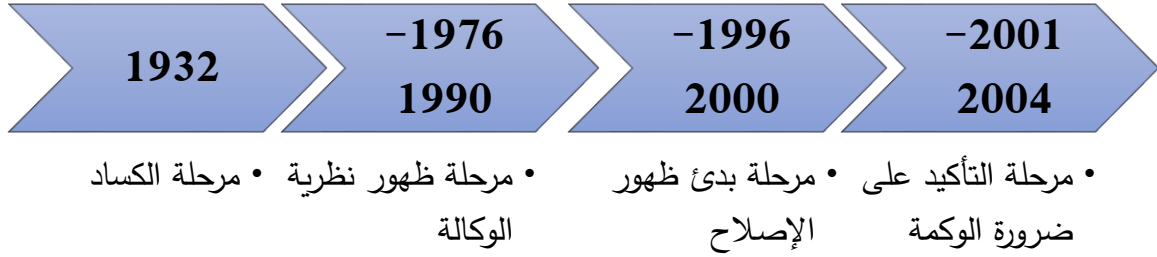 1932
1976-
1990
1996-
2000
2001-
2004
• مرحلة الكساد
• مرحلة ظهور نظرية
الوكالة
• مرحلة بدئ ظهور
الإصلاح
• مرحلة التأكيد على
ضرورة الوكمة